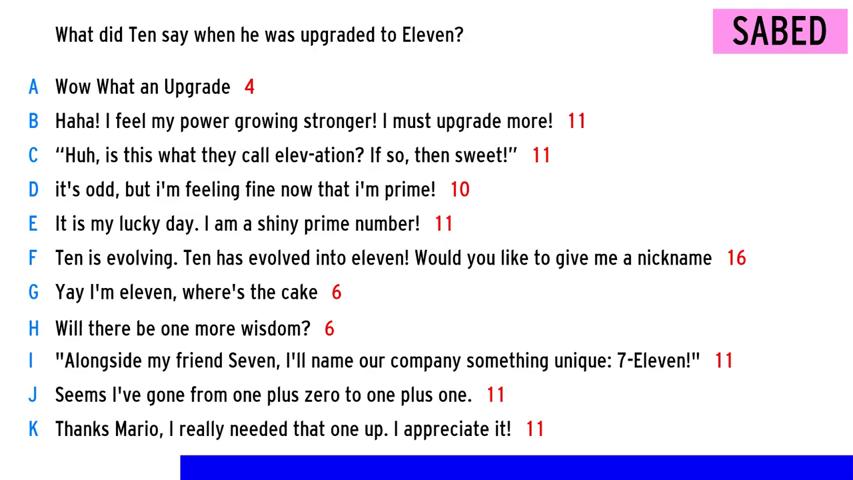 What did Ten say when he was upgraded to Eleven?
SABED
A Wow What an Upgrade 4
B Haha! I feel my power growing stronger! I must upgrade more! 11
C “Huh, is this what they call elev-ation? If so, then sweet!” 11
D it's odd, but i'm feeling fine now that i'm prime! 10
E It is my lucky day. I am a shiny prime number! 11
F Ten is evolving. Ten has evolved into eleven! Would you like to give me a nickname 16
G Yay I'm eleven, where's the cake 6
H Will there be one more wisdom? 6
I "Alongside my friend Seven, I'll name our company something unique: 7-Eleven!" 11
J Seems I've gone from one plus zero to one plus one. 11
K Thanks Mario, I really needed that one up. I appreciate it! 11